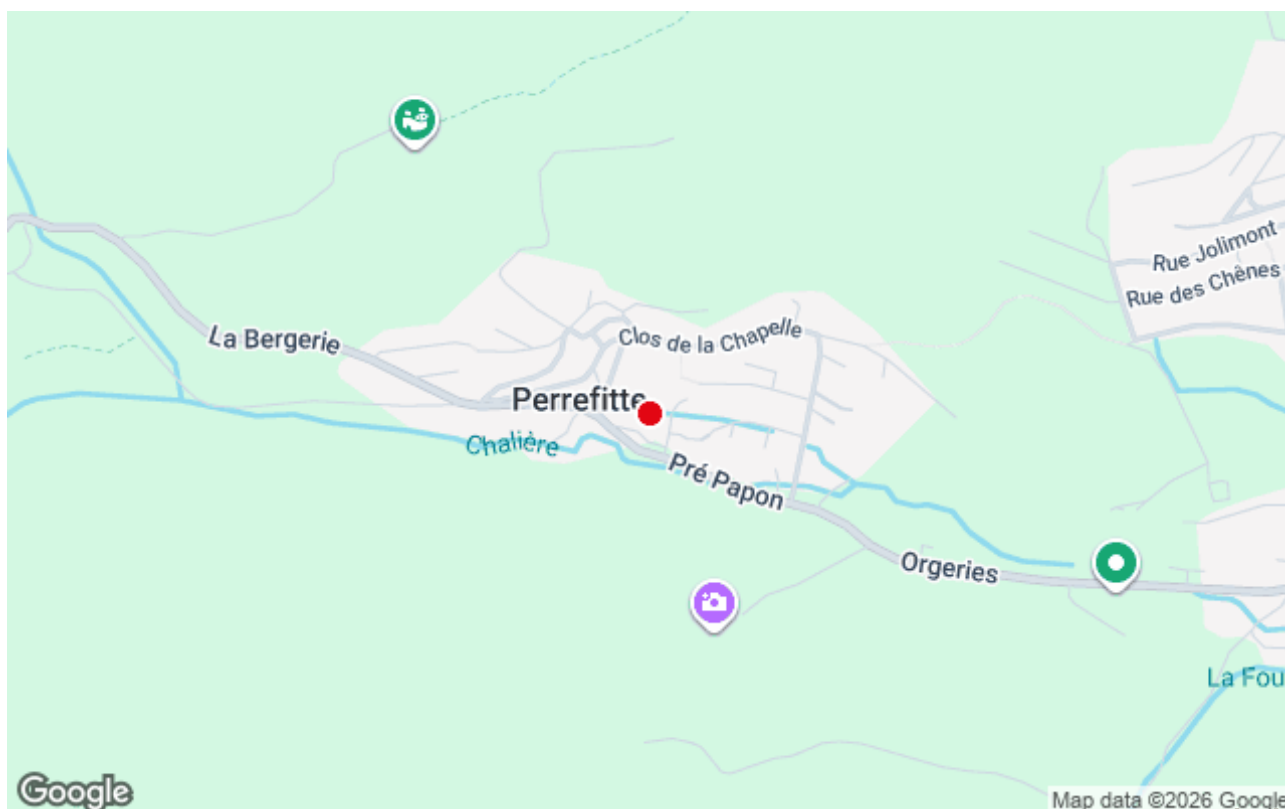 Rue Jolimont
Rue des Chênes
La Bergerie
Clos de la Chapelle
Perrefitte
Chalière
Pré Papon
Orgeries
La Fou
Google
Map data ©2026 Google